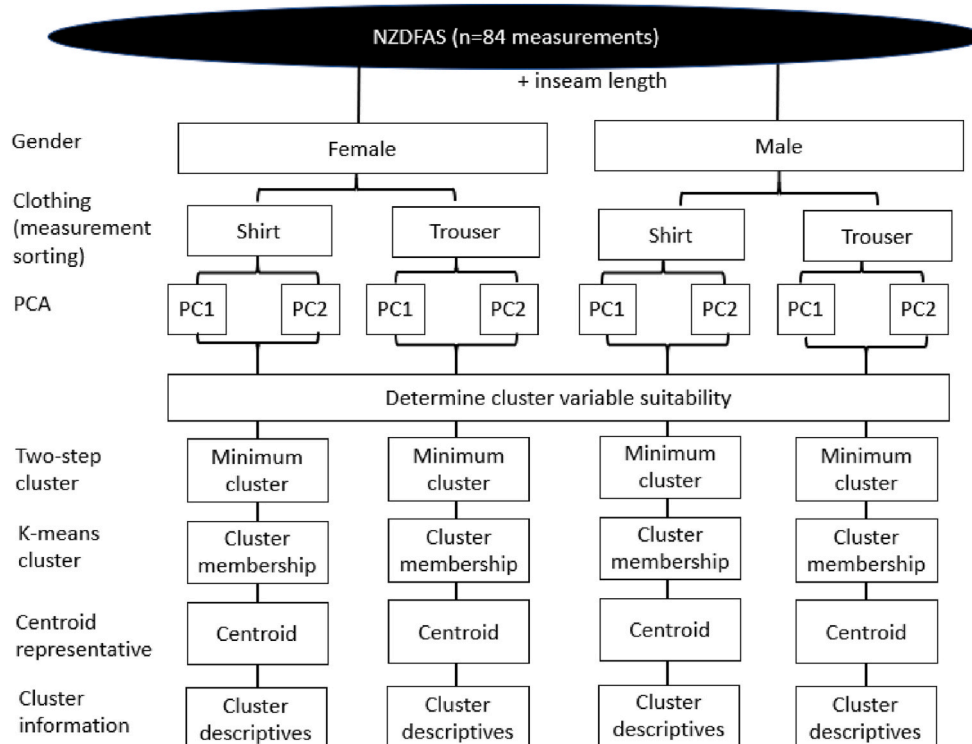 NZDFAS (n=84 measurements)
+ inseam length
Gender
Female
Male
Clothing
(measurement
sorting)
Shirt
Trouser
Shirt
Trouser
PCA
PC1
PC2
PC1
PC2
PC1
PC2
PC1
PC2
Determine cluster variable suitability
Two-step
cluster
Minimum
cluster
Minimum
cluster
Minimum
cluster
Minimum
cluster
K-means
cluster
Cluster
membership
Cluster
membership
Cluster
membership
Cluster
membership
Centroid
representative
Centroid
Centroid
Centroid
Centroid
Cluster
information
Cluster
descriptives
Cluster
descriptives
Cluster
descriptives
Cluster
descriptives